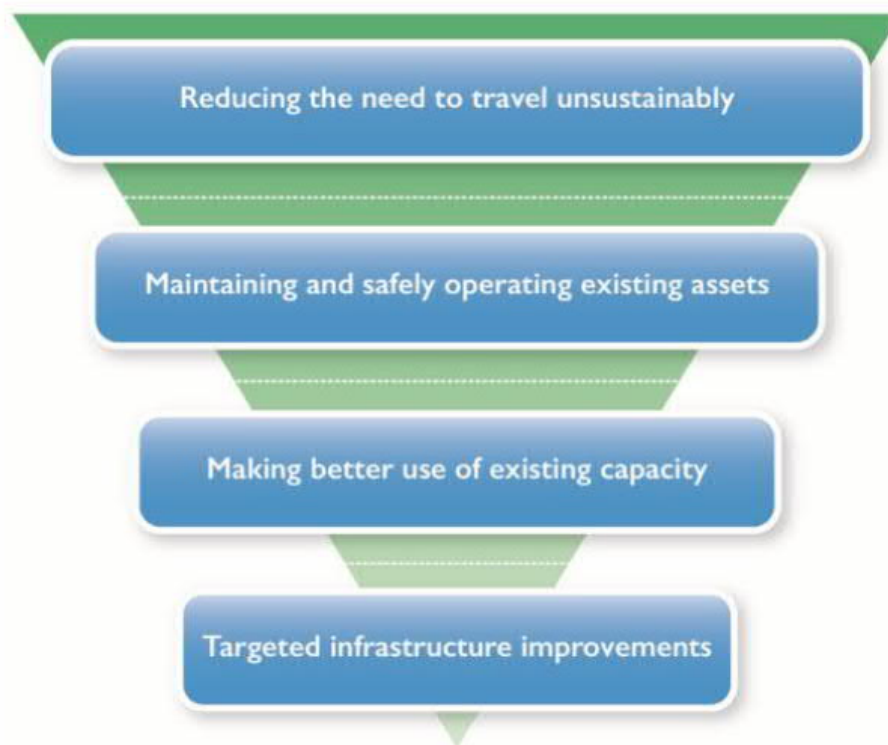 Reducing the need to travel unsustainably
Maintaining and safely operating existing assets
Making better use of existing capacity
Targeted infrastructure improvements